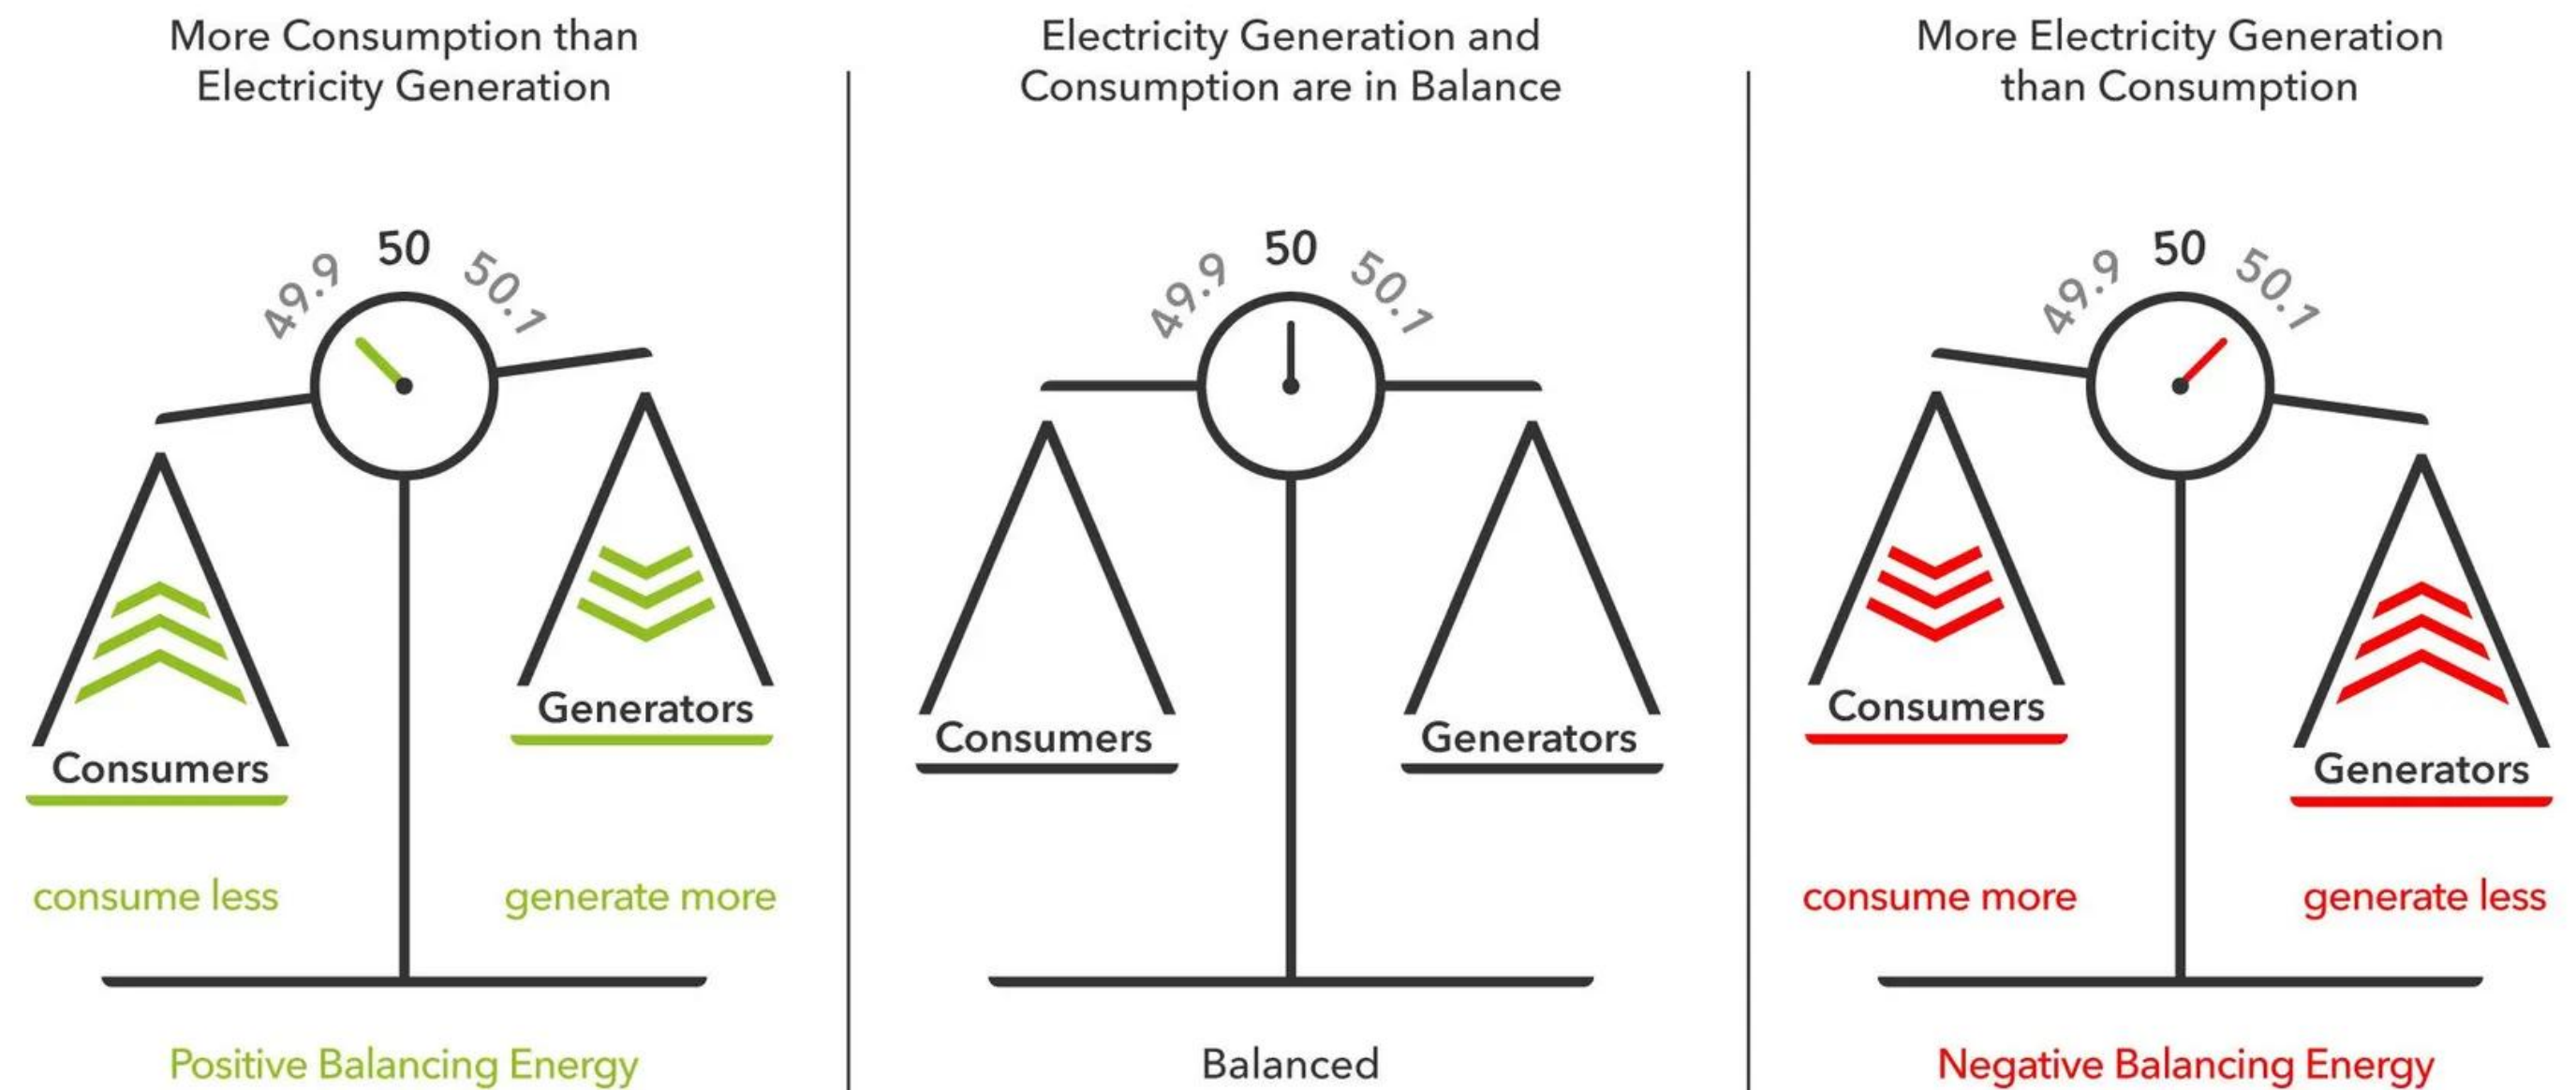 More Consumption than
Electricity Generation
49.9
50
50.1
Consumers
Generators
consume less
generate more
Positive Balancing Energy
Electricity Generation and
Consumption are in Balance
49.9
50
50.1
Consumers
Generators
Balanced
More Electricity Generation
than Consumption
49.9
50
50.1
Consumers
Generators
consume more
generate less
Negative Balancing Energy